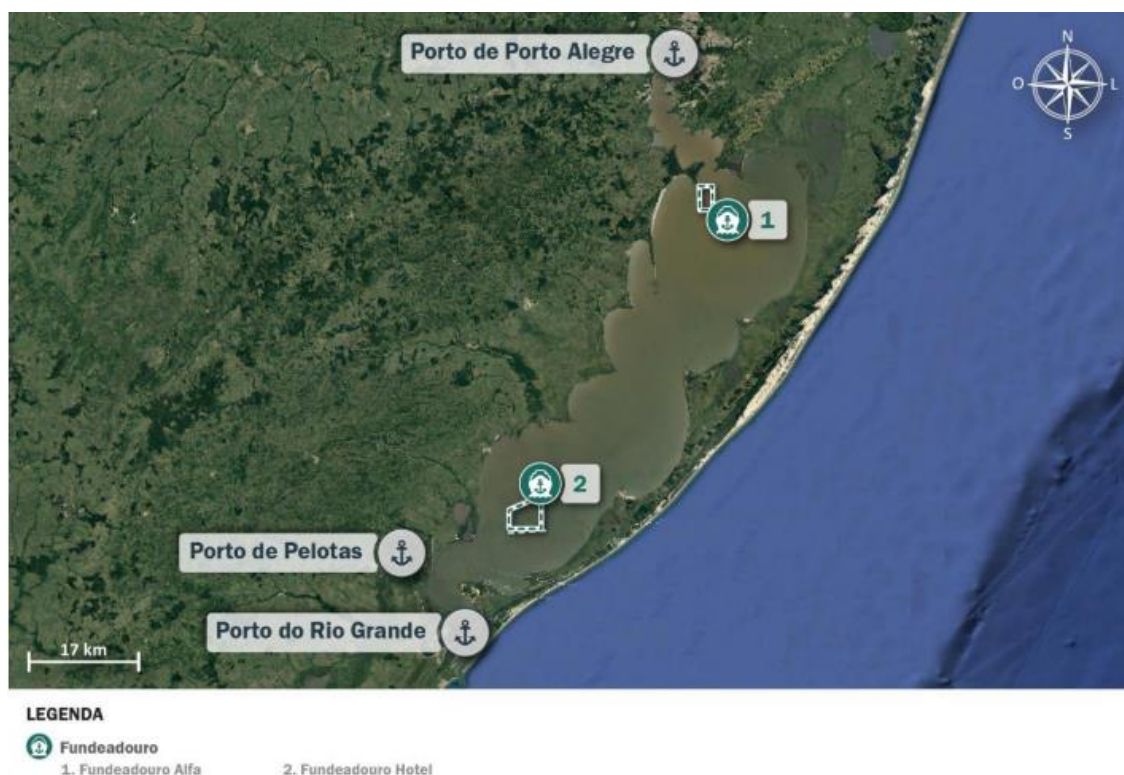 Porto de Porto Alegre
N
O
L
S
1
2
Porto de Pelotas
Porto do Rio Grande
17 km
LEGENDA
Fundeadouro
1. Fundeadouro Alfa
2. Fundeadouro Hotel